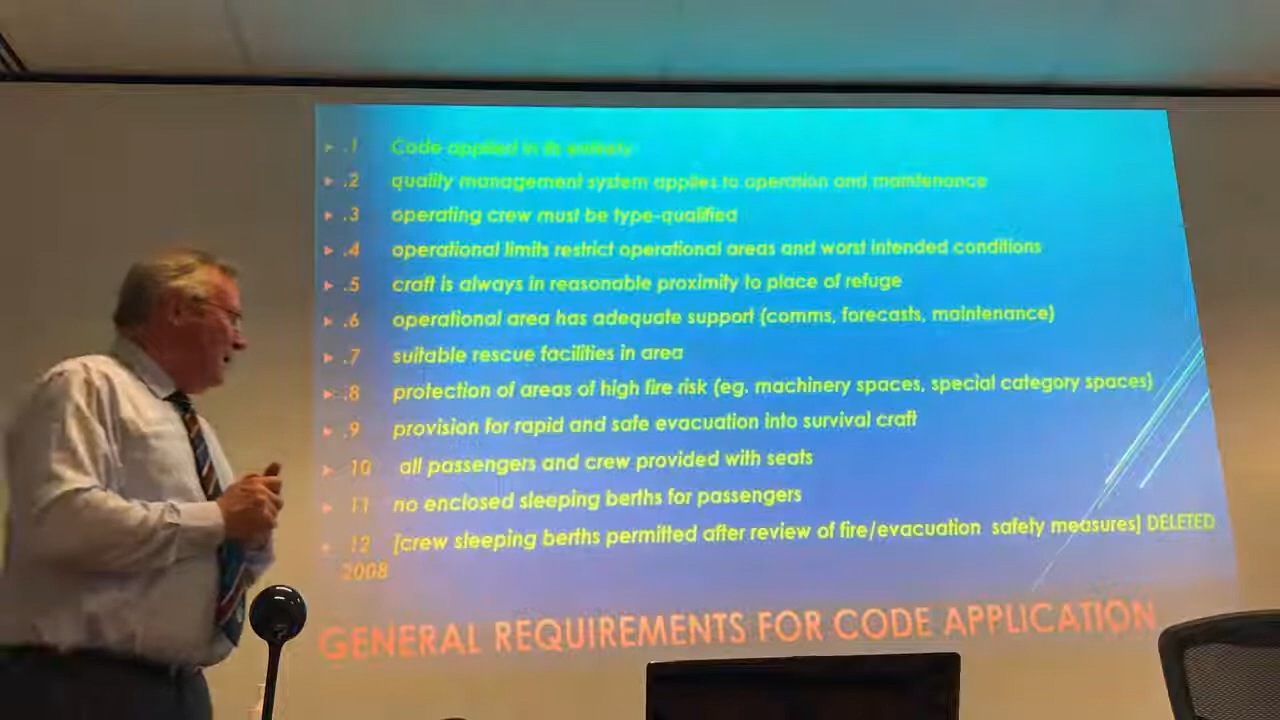 .1 Code applied in its entirety
.2 quality management system applies to operation and maintenance
.3 operating crew must be type-qualified
.4 operational limits restrict operational areas and worst intended conditions
.5 craft is always in reasonable proximity to place of refuge
.6 operational area has adequate support (comms, forecasts, maintenance)
.7 suitable rescue facilities in area
.8 protection of areas of high fire risk (eg. machinery spaces, special category spaces)
.9 provision for rapid and safe evacuation into survival craft
10 all passengers and crew provided with seats
11 no enclosed sleeping berths for passengers
12 [crew sleeping berths permitted after review of fire/evacuation safety measures] DELETED
2008
GENERAL REQUIREMENTS FOR CODE APPLICATION